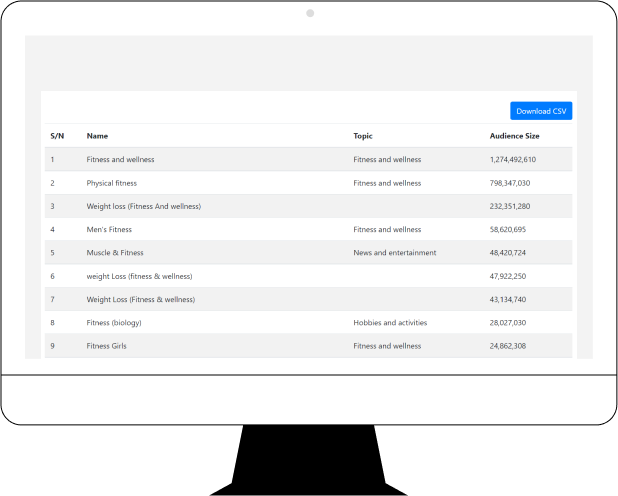 Download CSV
S/N Name Topic Audience Size
1 Fitness and wellness Fitness and wellness 1,274,492,610
2 Physical fitness Fitness and wellness 798,347,030
3 Weight loss (Fitness And wellness) 232,351,280
4 Men's Fitness Fitness and wellness 58,620,695
5 Muscle & Fitness News and entertainment 48,420,724
6 weight Loss (fitness & wellness) 47,922,250
7 Weight Loss (Fitness & wellness) 43,134,740
8 Fitness (biology) Hobbies and activities 28,027,030
9 Fitness Girls Fitness and wellness 24,862,308